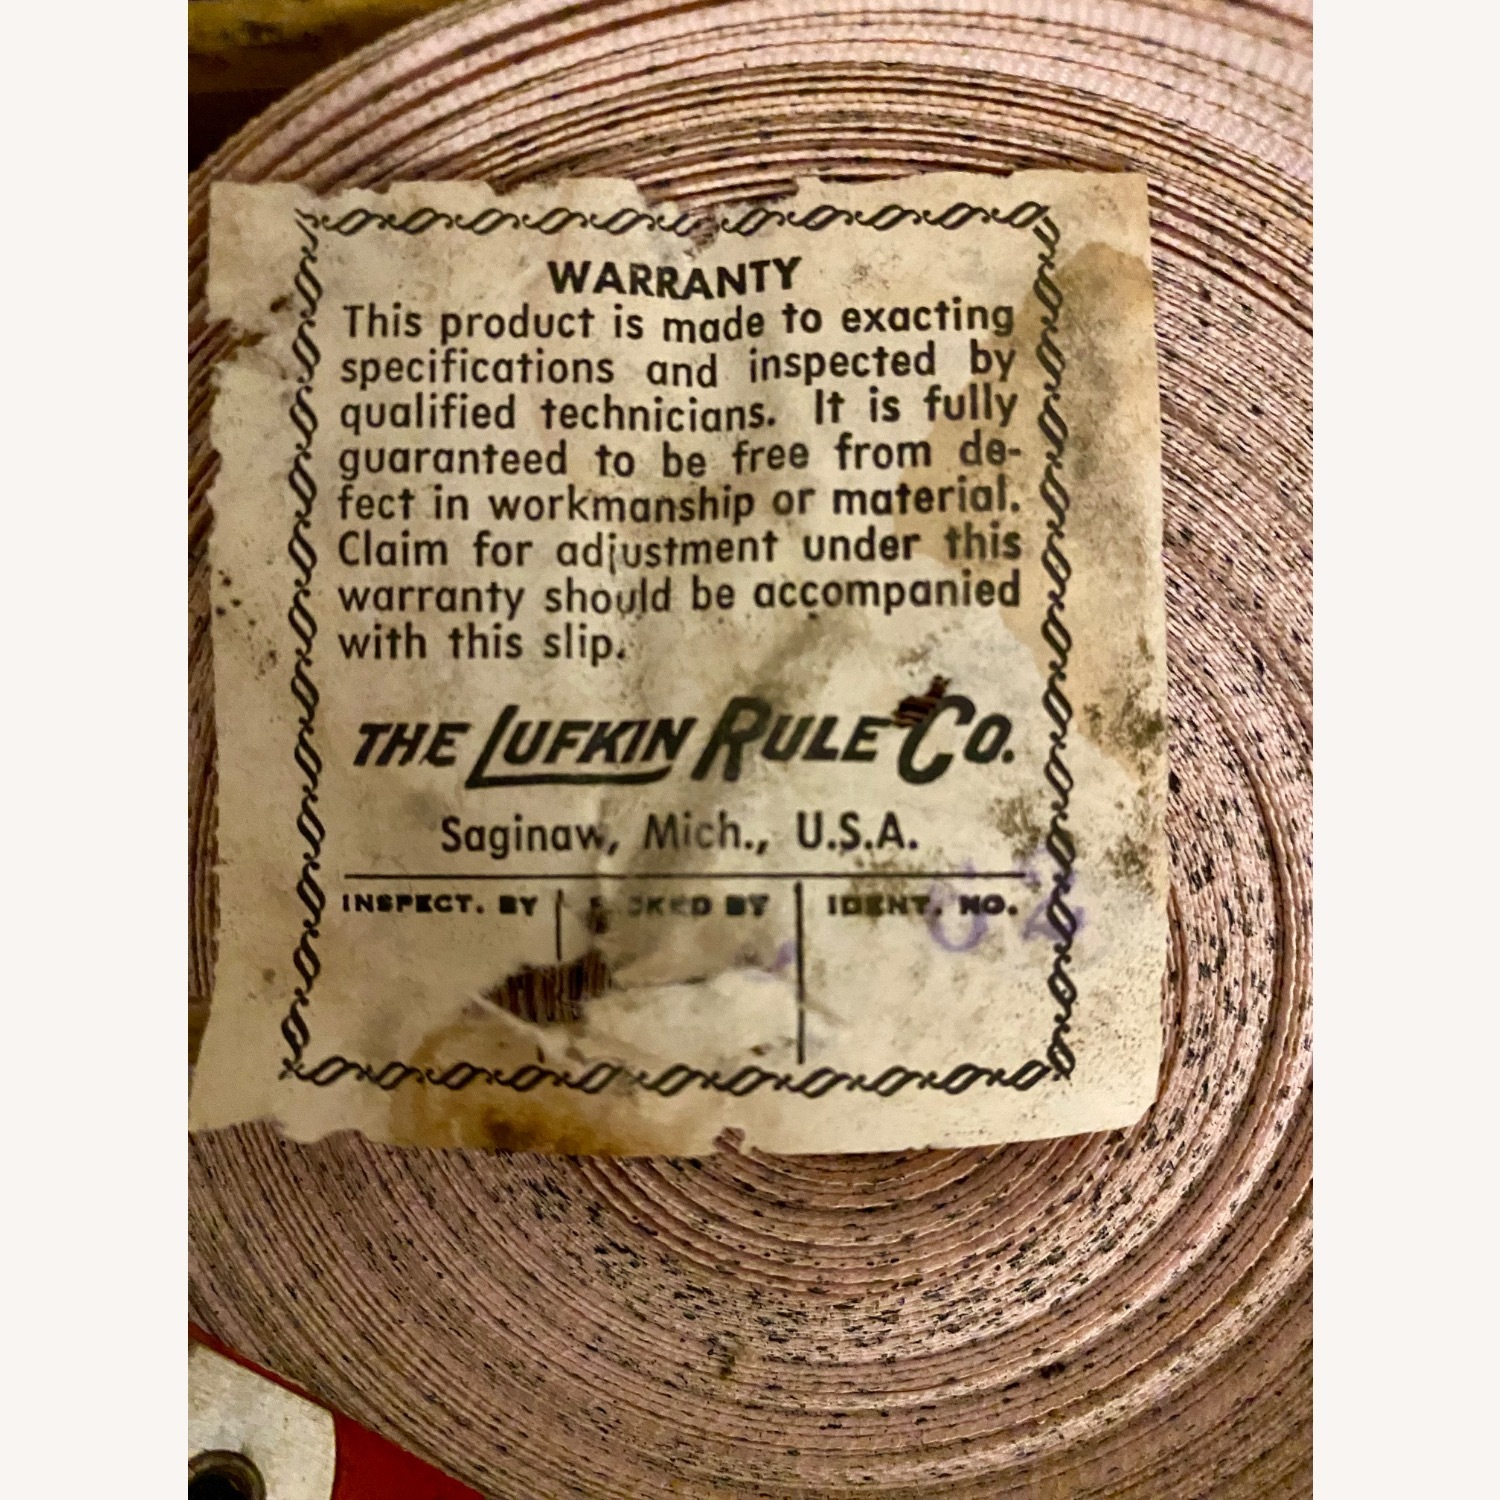 WARRANTY
This product is made to exacting
specifications and inspected by
qualified technicians. It is fully
guaranteed to be free from de-
fect in workmanship or material.
Claim for adjustment under this
warranty should be accompanied
with this slip.
THE LUFKIN RULE CO.
Saginaw, Mich., U.S.A.
INSPECT. BY BY IDENT. NO.